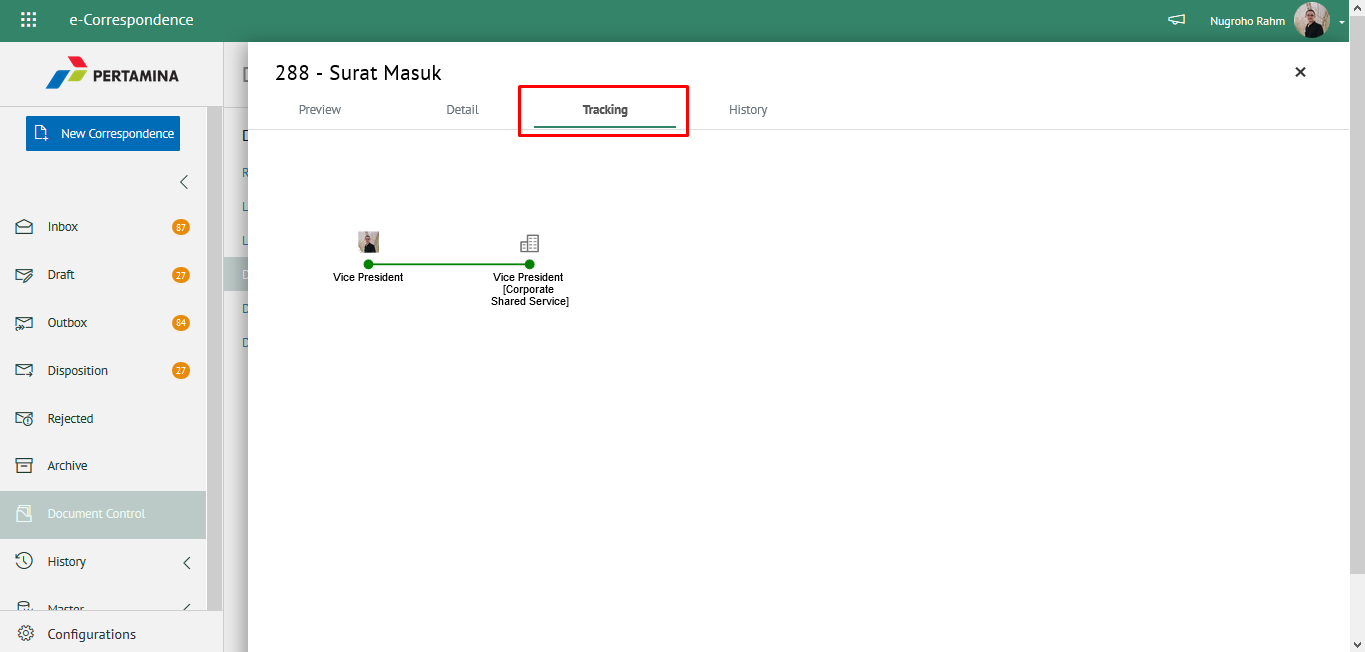 e-Correspondence
Nugroho Rahm
PERTAMINA
New Correspondence
Inbox
87
Draft
27
Outbox
84
Disposition
27
Rejected
Archive
Document Control
History
Master
Configurations
288 - Surat Masuk
Preview
Detail
Tracking
History
Vice President
Vice President
[Corporate
Shared Service]